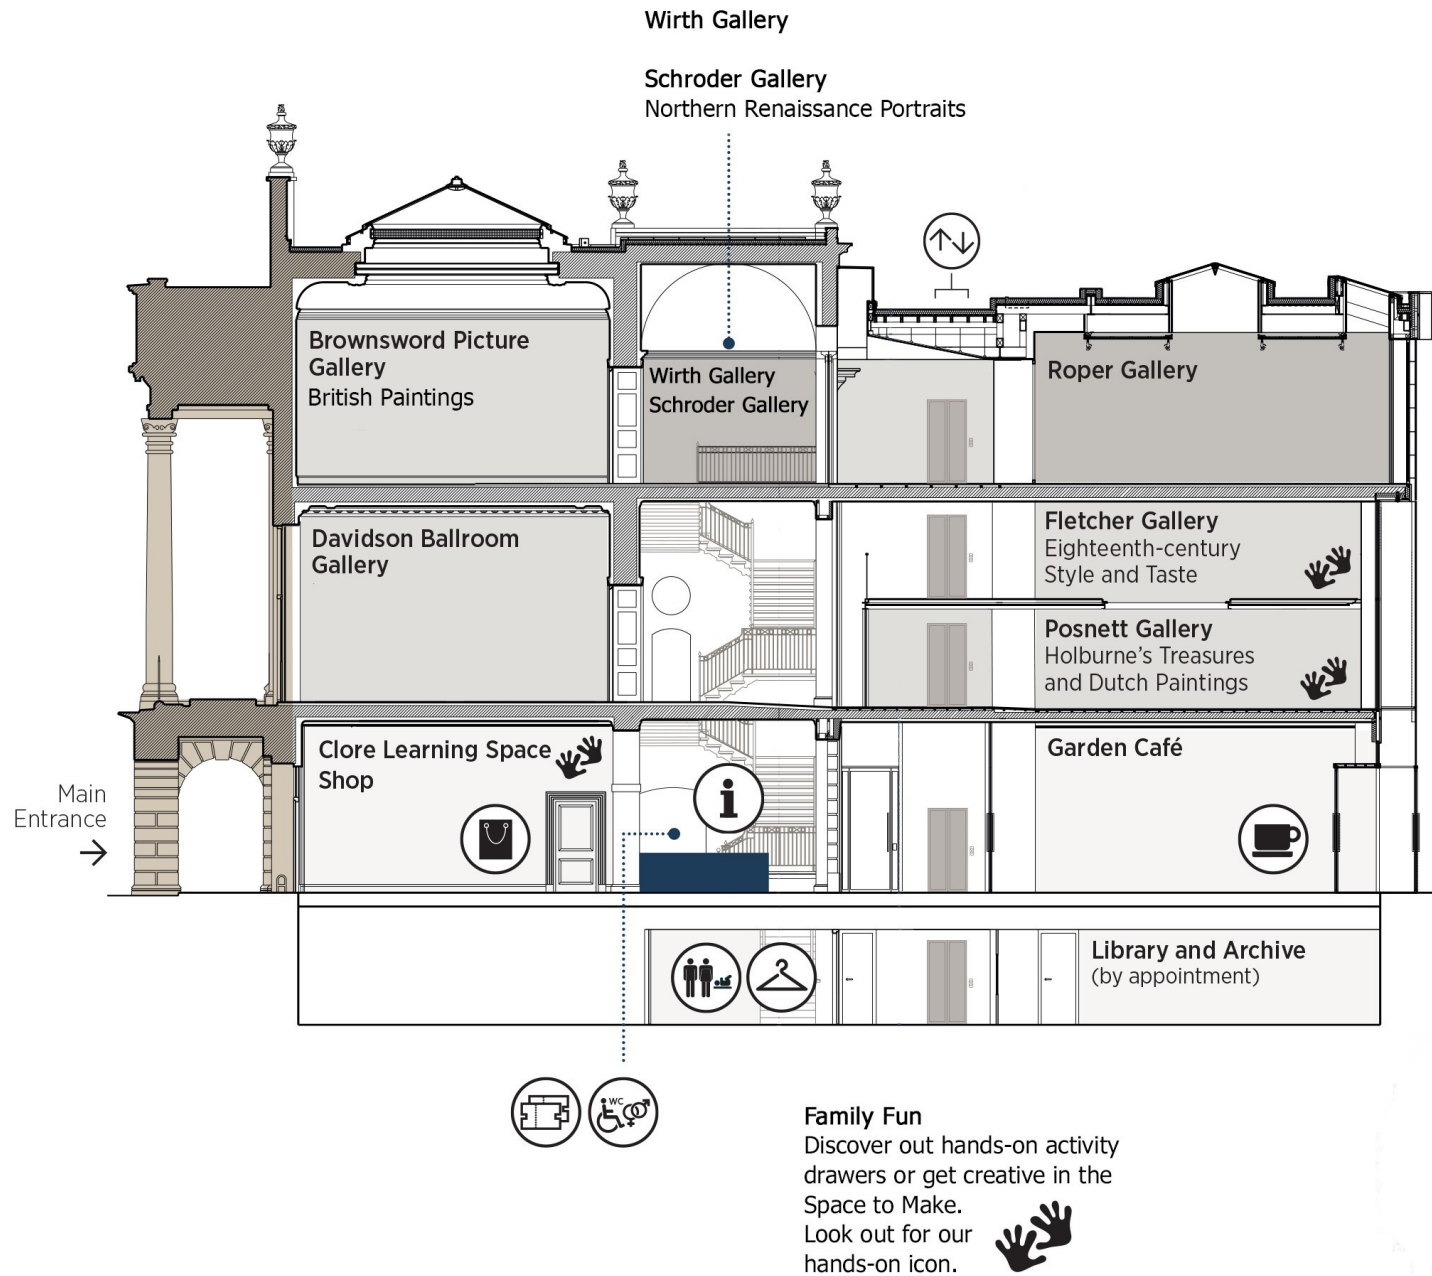 Wirth Gallery
Schroder Gallery
Northern Renaissance Portraits
Brownsword Picture
Gallery
British Paintings
Wirth Gallery
Schroder Gallery
Roper Gallery
Davidson Ballroom
Gallery
Fletcher Gallery
Eighteenth-century
Style and Taste
Posnett Gallery
Holburne's Treasures
and Dutch Paintings
Clore Learning Space
Shop
i
Garden Café
Main
Entrance
Library and Archive
(by appointment)
WC
Family Fun
Discover out hands-on activity
drawers or get creative in the
Space to Make.
Look out for our
hands-on icon.